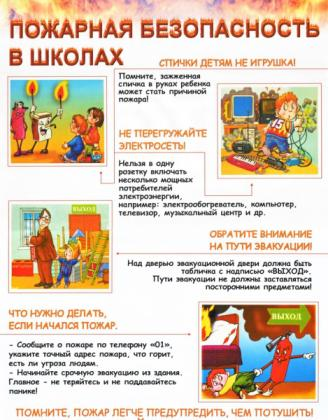 ПОЖАРНАЯ БЕЗОПАСНОСТЬ
В ШКОЛАХ
СПИЧКИ ДЕТЯМ НЕ ИГРУШКА!
Помните, зажженная
спичка в руках ребенка
может стать причиной
пожара!
НЕ ПЕРЕГРУЖАЙТЕ
ЭЛЕКТРОСЕТЬ!
Нельзя в одну
розетку включать
несколько мощных
потребителей
электроэнергии,
например: электрообогреватель, компьютер,
телевизор, музыкальный центр и др.
ВЫХОД
ОБРАТИТЕ ВНИМАНИЕ
НА ПУТИ ЭВАКУАЦИИ!
Над дверью эвакуационной двери должна быть
табличка с надписью «ВЫХОД».
Пути эвакуации не должны заставляться
посторонними предметами!
ЧТО НУЖНО ДЕЛАТЬ,
ЕСЛИ НАЧАЛСЯ ПОЖАР.
- Сообщите о пожаре по телефону «01»,
укажите точный адрес пожара, что горит,
есть ли угроза людям.
- Начинайте срочную эвакуацию из здания.
Главное - не теряйтесь и не поддавайтесь
панике!
ВЫХОД
ПОМНИТЕ, ПОЖАР ЛЕГЧЕ ПРЕДУПРЕДИТЬ, ЧЕМ ПОТУШИТЬ!